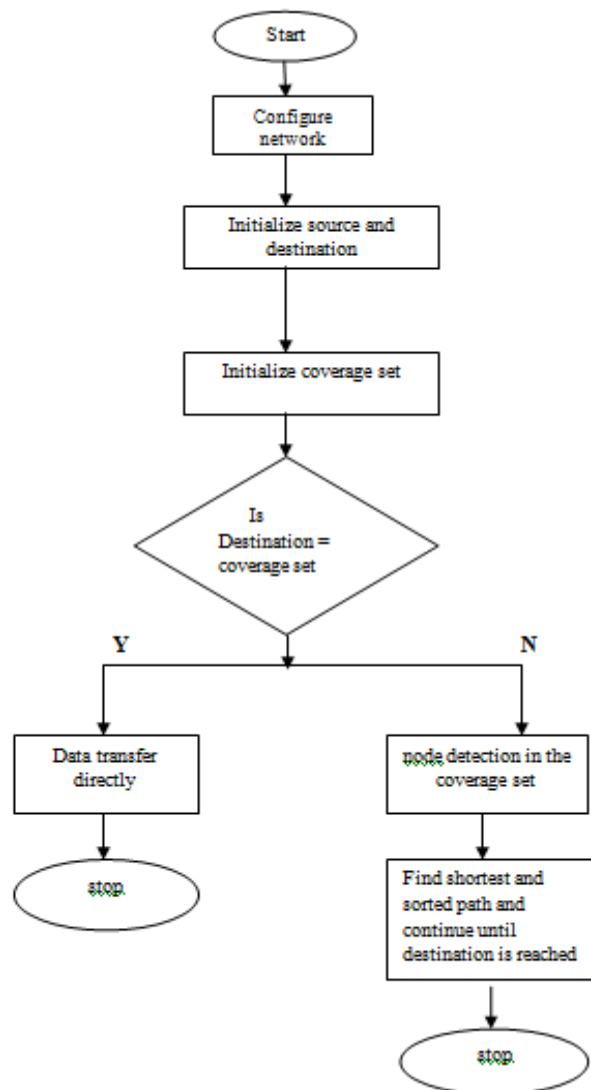 Start
Configure
network
Initialize source and
destination
Initialize coverage set
Is
Destination =
coverage set
Y
N
Data transfer
directly
node detection in the
coverage set
stop
Find shortest and
sorted path and
continue until
destination is reached
stop